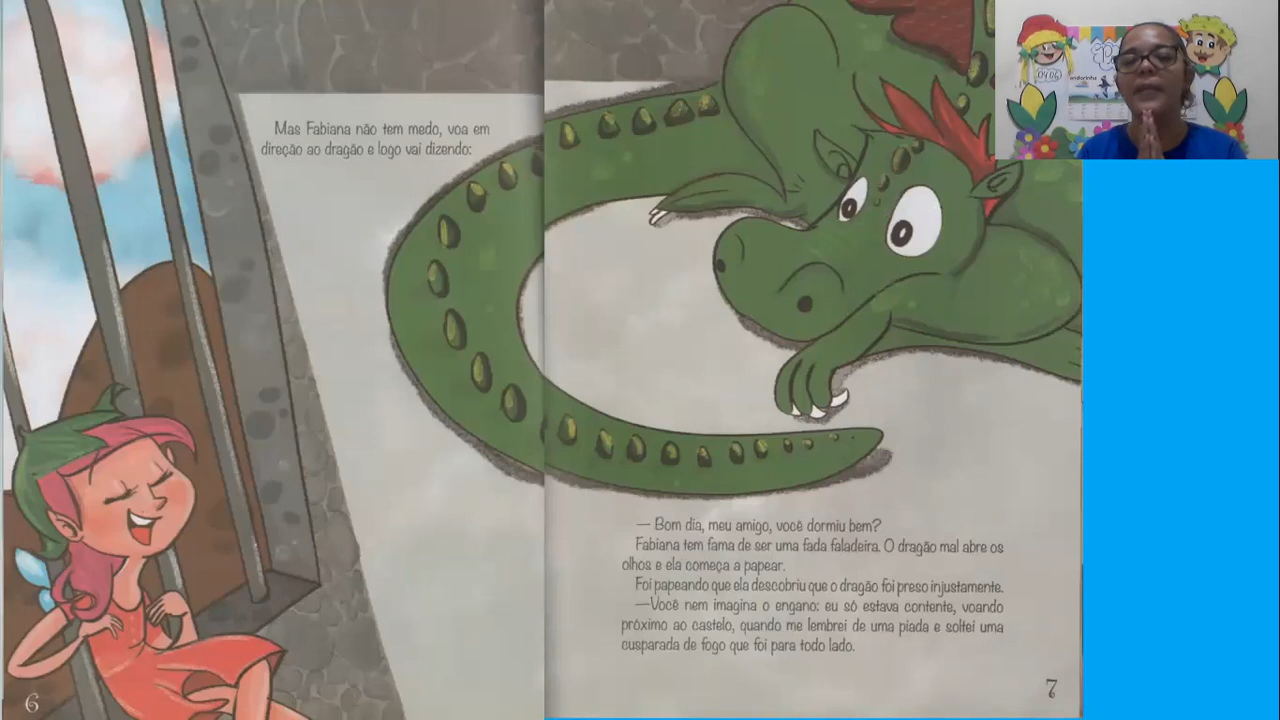 Mas Fabiana não tem medo, voa em
direção ao dragão e logo vai dizendo:
— Bom dia, meu amigo, você dormiu bem?
Fabiana tem fama de ser uma fada faladeira. O dragão mal abre os
olhos e ela começa a papear.
Foi papeando que ela descobriu que o dragão foi preso injustamente.
—Você nem imagina o engano: eu só estava contente, voando
próximo ao castelo, quando me lembrei de uma piada e soltei uma
cusparada de fogo que foi para todo lado.
6
7